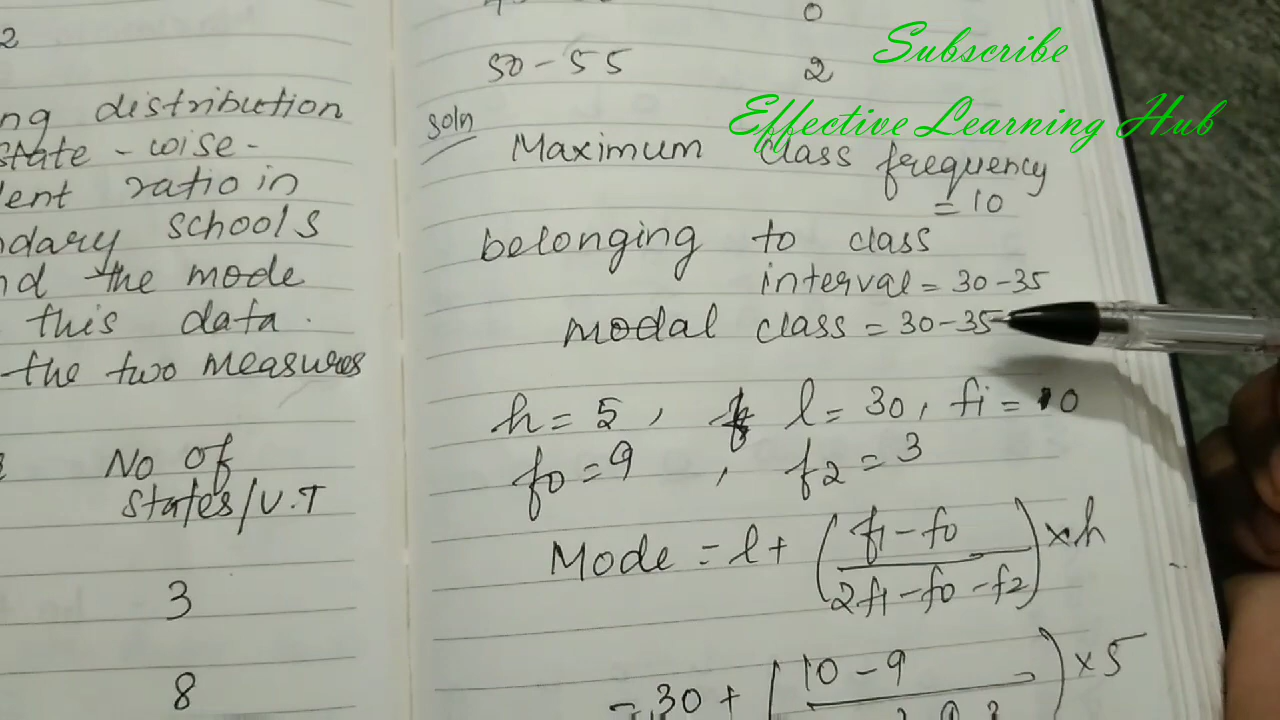 2
ng distribution
state-wise-
ent ratio in
ndary schools
nd the mode
this data.
the two measures
No of
states/U.T
3
8
0
50-55 2
Subscribe
Effective Learning Hub
Soln
Maximum class frequency
= 10
belonging to class
interval = 30-35
modal class = 30-35
h = 5, l = 30, f1 = 10
f0 = 9, f2 = 3
Mode = l + (f1 - f0 / 2f1 - f0 - f2) × h
= 30 + (10 - 9
) × 5